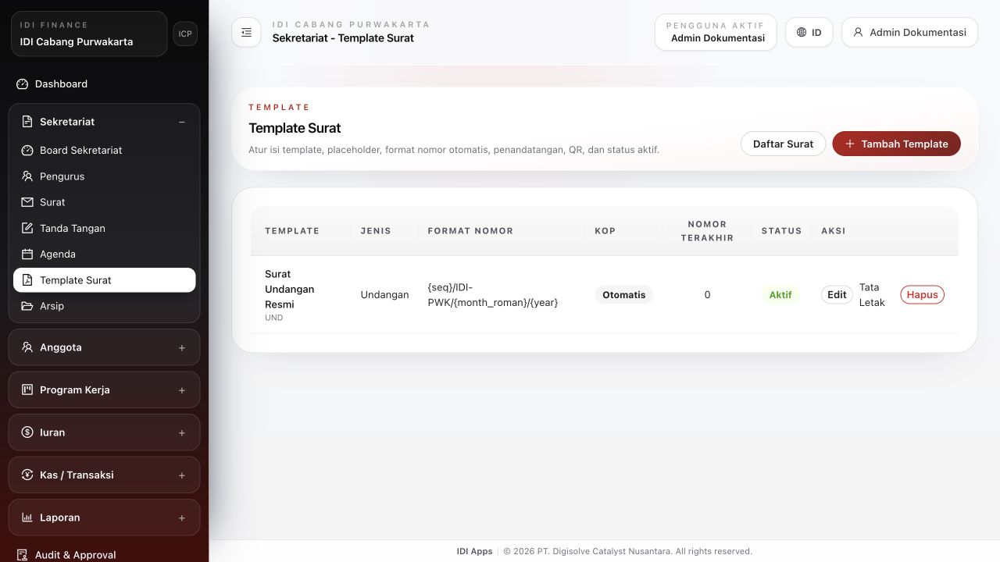 IDI FINANCE
IDI Cabang Purwakarta
ICP
Dashboard
Sekretariat
Board Sekretariat
Pengurus
Surat
Tanda Tangan
Agenda
Template Surat
Arsip
Anggota
Program Kerja
Iuran
Kas / Transaksi
Laporan
Audit & Approval
IDI CABANG PURWAKARTA
Sekretariat - Template Surat
PENGGUNA AKTIF
Admin Dokumentasi
ID
Admin Dokumentasi
TEMPLATE
Template Surat
Atur isi template, placeholder, format nomor otomatis, penandatangan, QR, dan status aktif.
Daftar Surat
+ Tambah Template
TEMPLATE
JENIS
FORMAT NOMOR
KOP
NOMOR
TERAKHIR
STATUS
AKSI
Surat
Undangan
Resmi
UND
Undangan
{seq}/IDI-
PWK/{month_roman}/{year}
Otomatis
0
Aktif
Edit
Tata
Letak
Hapus
IDI Apps | © 2026 PT. Digisolve Catalyst Nusantara. All rights reserved.